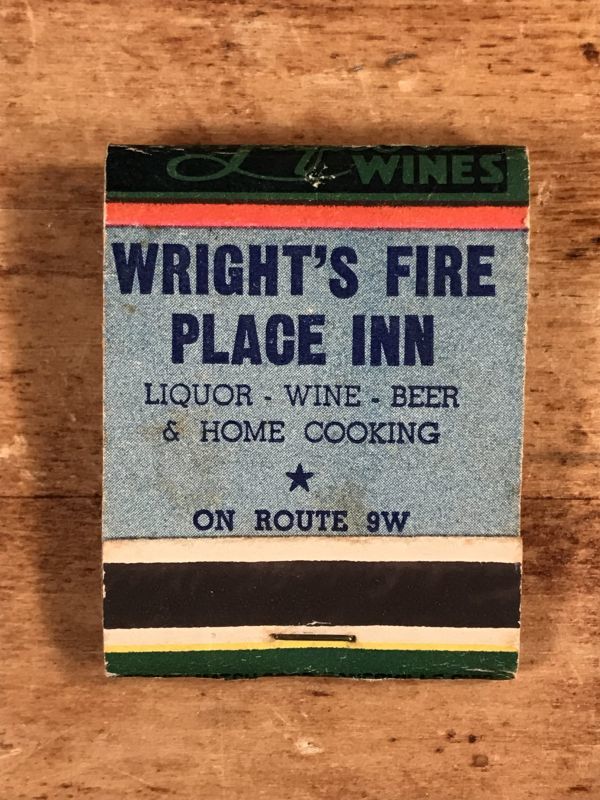 WINES
WRIGHT'S FIRE
PLACE INN
LIQUOR - WINE - BEER
& HOME COOKING
★
ON ROUTE 9W